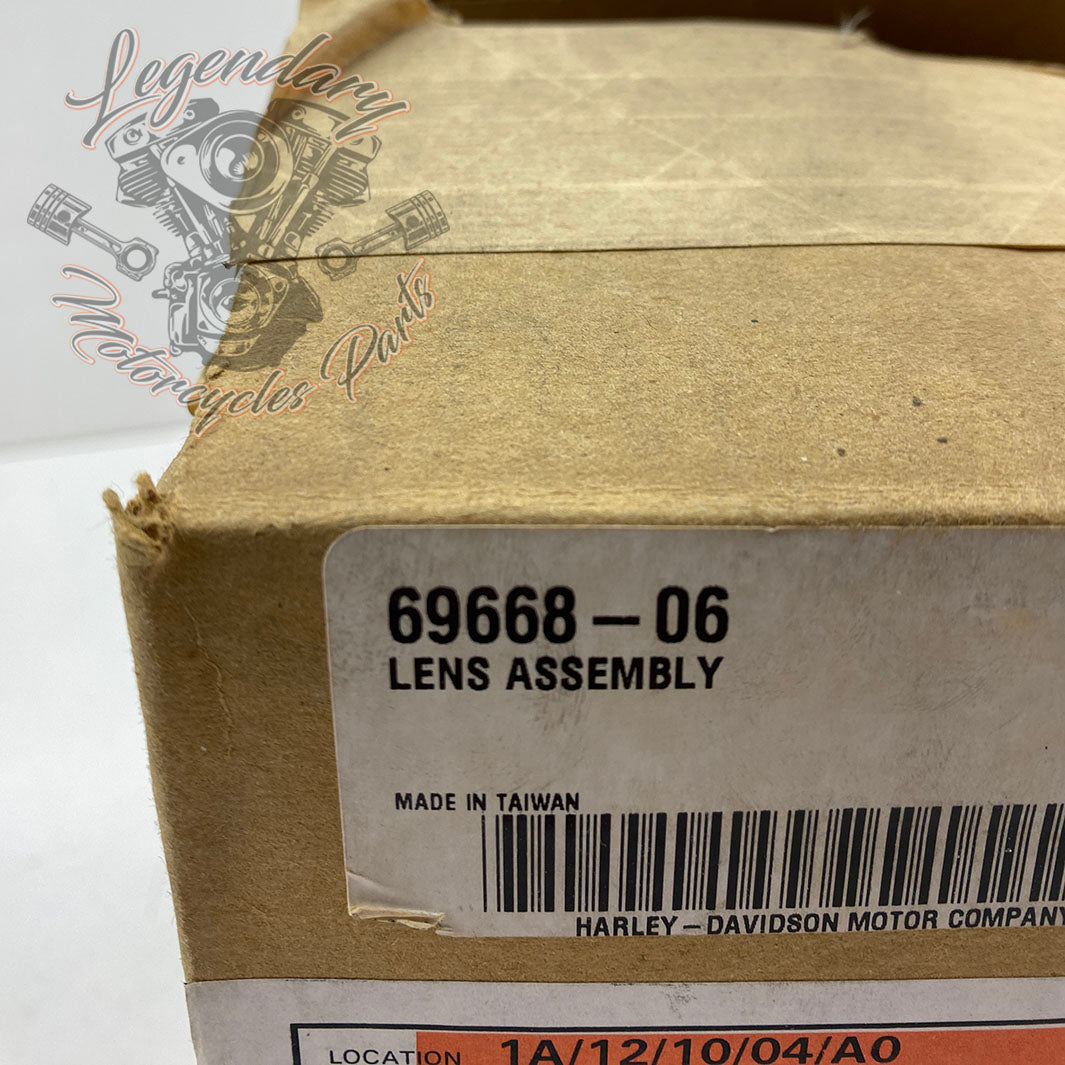 Legendary
Motorcycles Parts
69668-06
LENS ASSEMBLY
MADE IN TAIWAN
HARLEY-DAVIDSON MOTOR COMPANY
LOCATION 1A/12/10/04/A0